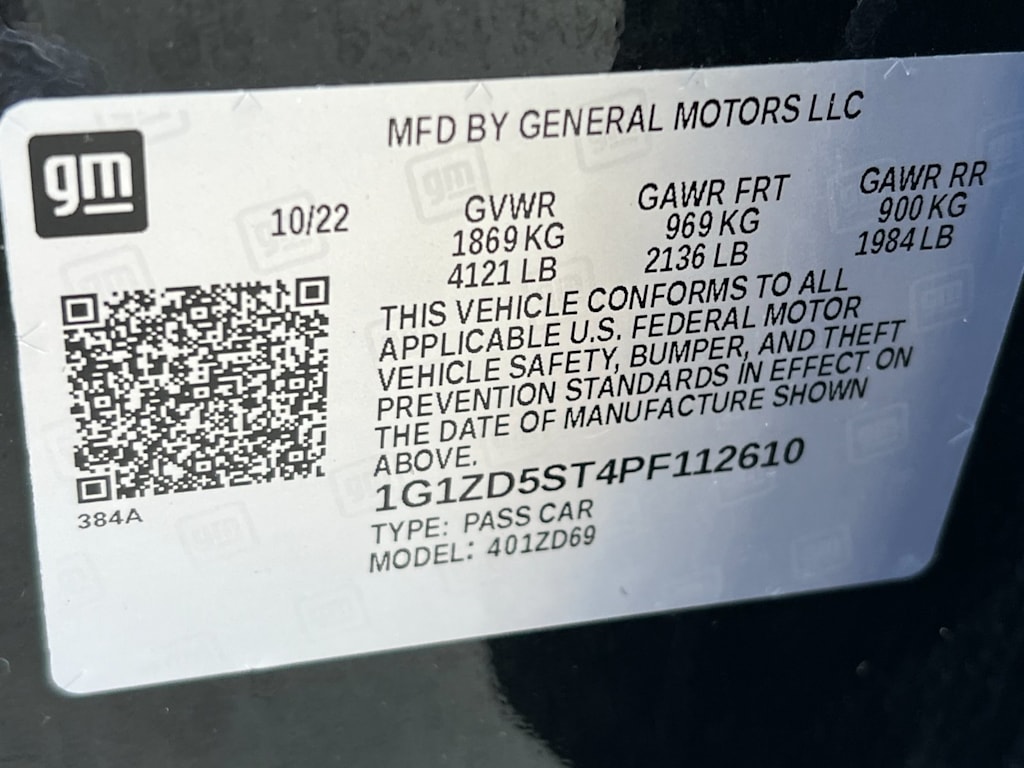 gm
MFD BY GENERAL MOTORS LLC
10/22
GVWR
1869 KG
4121 LB
GAWR FRT
969 KG
2136 LB
GAWR RR
900 KG
1984 LB
THIS VEHICLE CONFORMS TO ALL
APPLICABLE U.S. FEDERAL MOTOR
VEHICLE SAFETY, BUMPER, AND THEFT
PREVENTION STANDARDS IN EFFECT ON
THE DATE OF MANUFACTURE SHOWN
ABOVE.
1G1ZD5ST4PF112610
TYPE: PASS CAR
MODEL: 401ZD69
384A